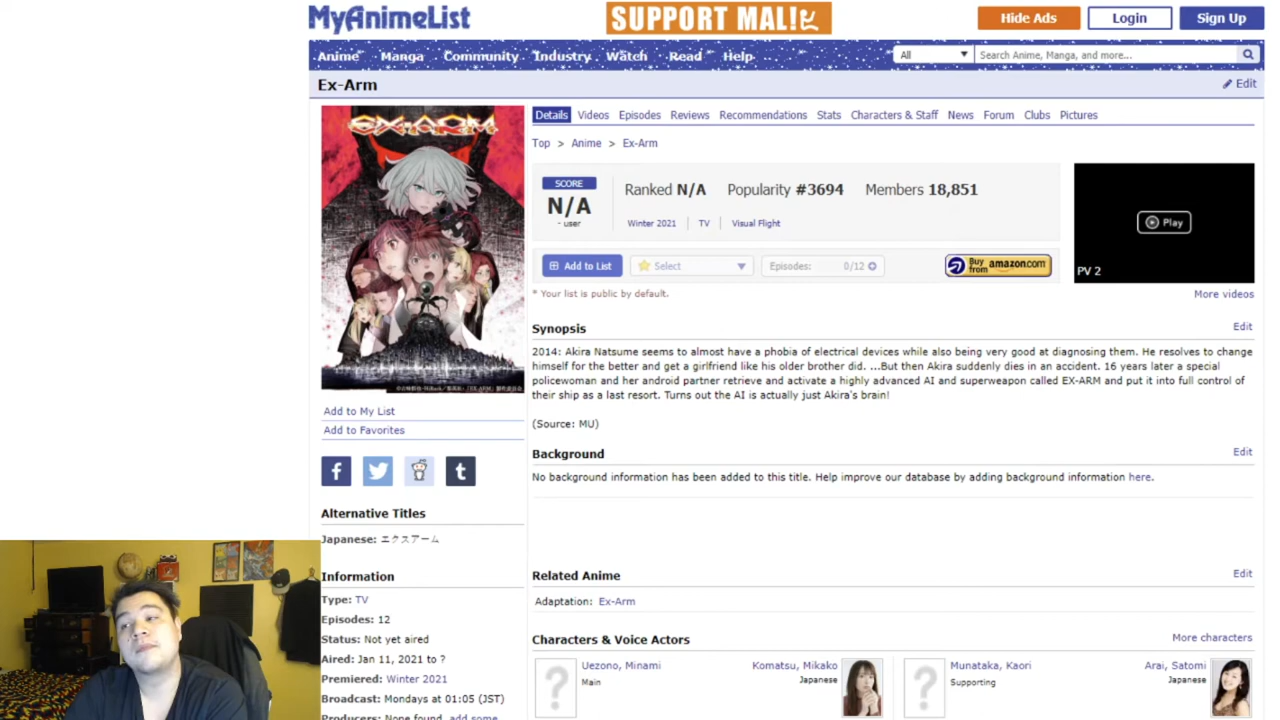 MyAnimeList
SUPPORT MAL!
Hide Ads
Login
Sign Up
Anime Manga Community Industry Watch Read Help
All
Search Anime, Manga, and more...
Ex-Arm
Edit
EX-ARM
Details Videos Episodes Reviews Recommendations Stats Characters & Staff News Forum Clubs Pictures
Top > Anime > Ex-Arm
SCORE
N/A
- user
Ranked N/A Popularity #3694 Members 18,851
Winter 2021 | TV | Visual Flight
Add to List
Select
Episodes: 0/12
Buy from amazon.com
Play
PV 2
* Your list is public by default.
More videos
Synopsis
Edit
2014: Akira Natsume seems to almost have a phobia of electrical devices while also being very good at diagnosing them. He resolves to change
himself for the better and get a girlfriend like his older brother did. ...But then Akira suddenly dies in an accident. 16 years later a special
policewoman and her android partner retrieve and activate a highly advanced AI and superweapon called EX-ARM and put it into full control of
their ship as a last resort. Turns out the AI is actually just Akira's brain!
(Source: MU)
Background
Edit
No background information has been added to this title. Help improve our database by adding background information here.
Add to My List
Add to Favorites
Alternative Titles
Japanese: エクスアーム
Information
Type: TV
Episodes: 12
Status: Not yet aired
Aired: Jan 11, 2021 to ?
Premiered: Winter 2021
Broadcast: Mondays at 01:05 (JST)
Producers: None found, add some
Related Anime
Edit
Adaptation: Ex-Arm
Characters & Voice Actors
More characters
Uezono, Minami
Main
Komatsu, Mikako
Japanese
Munataka, Kaori
Supporting
Arai, Satomi
Japanese